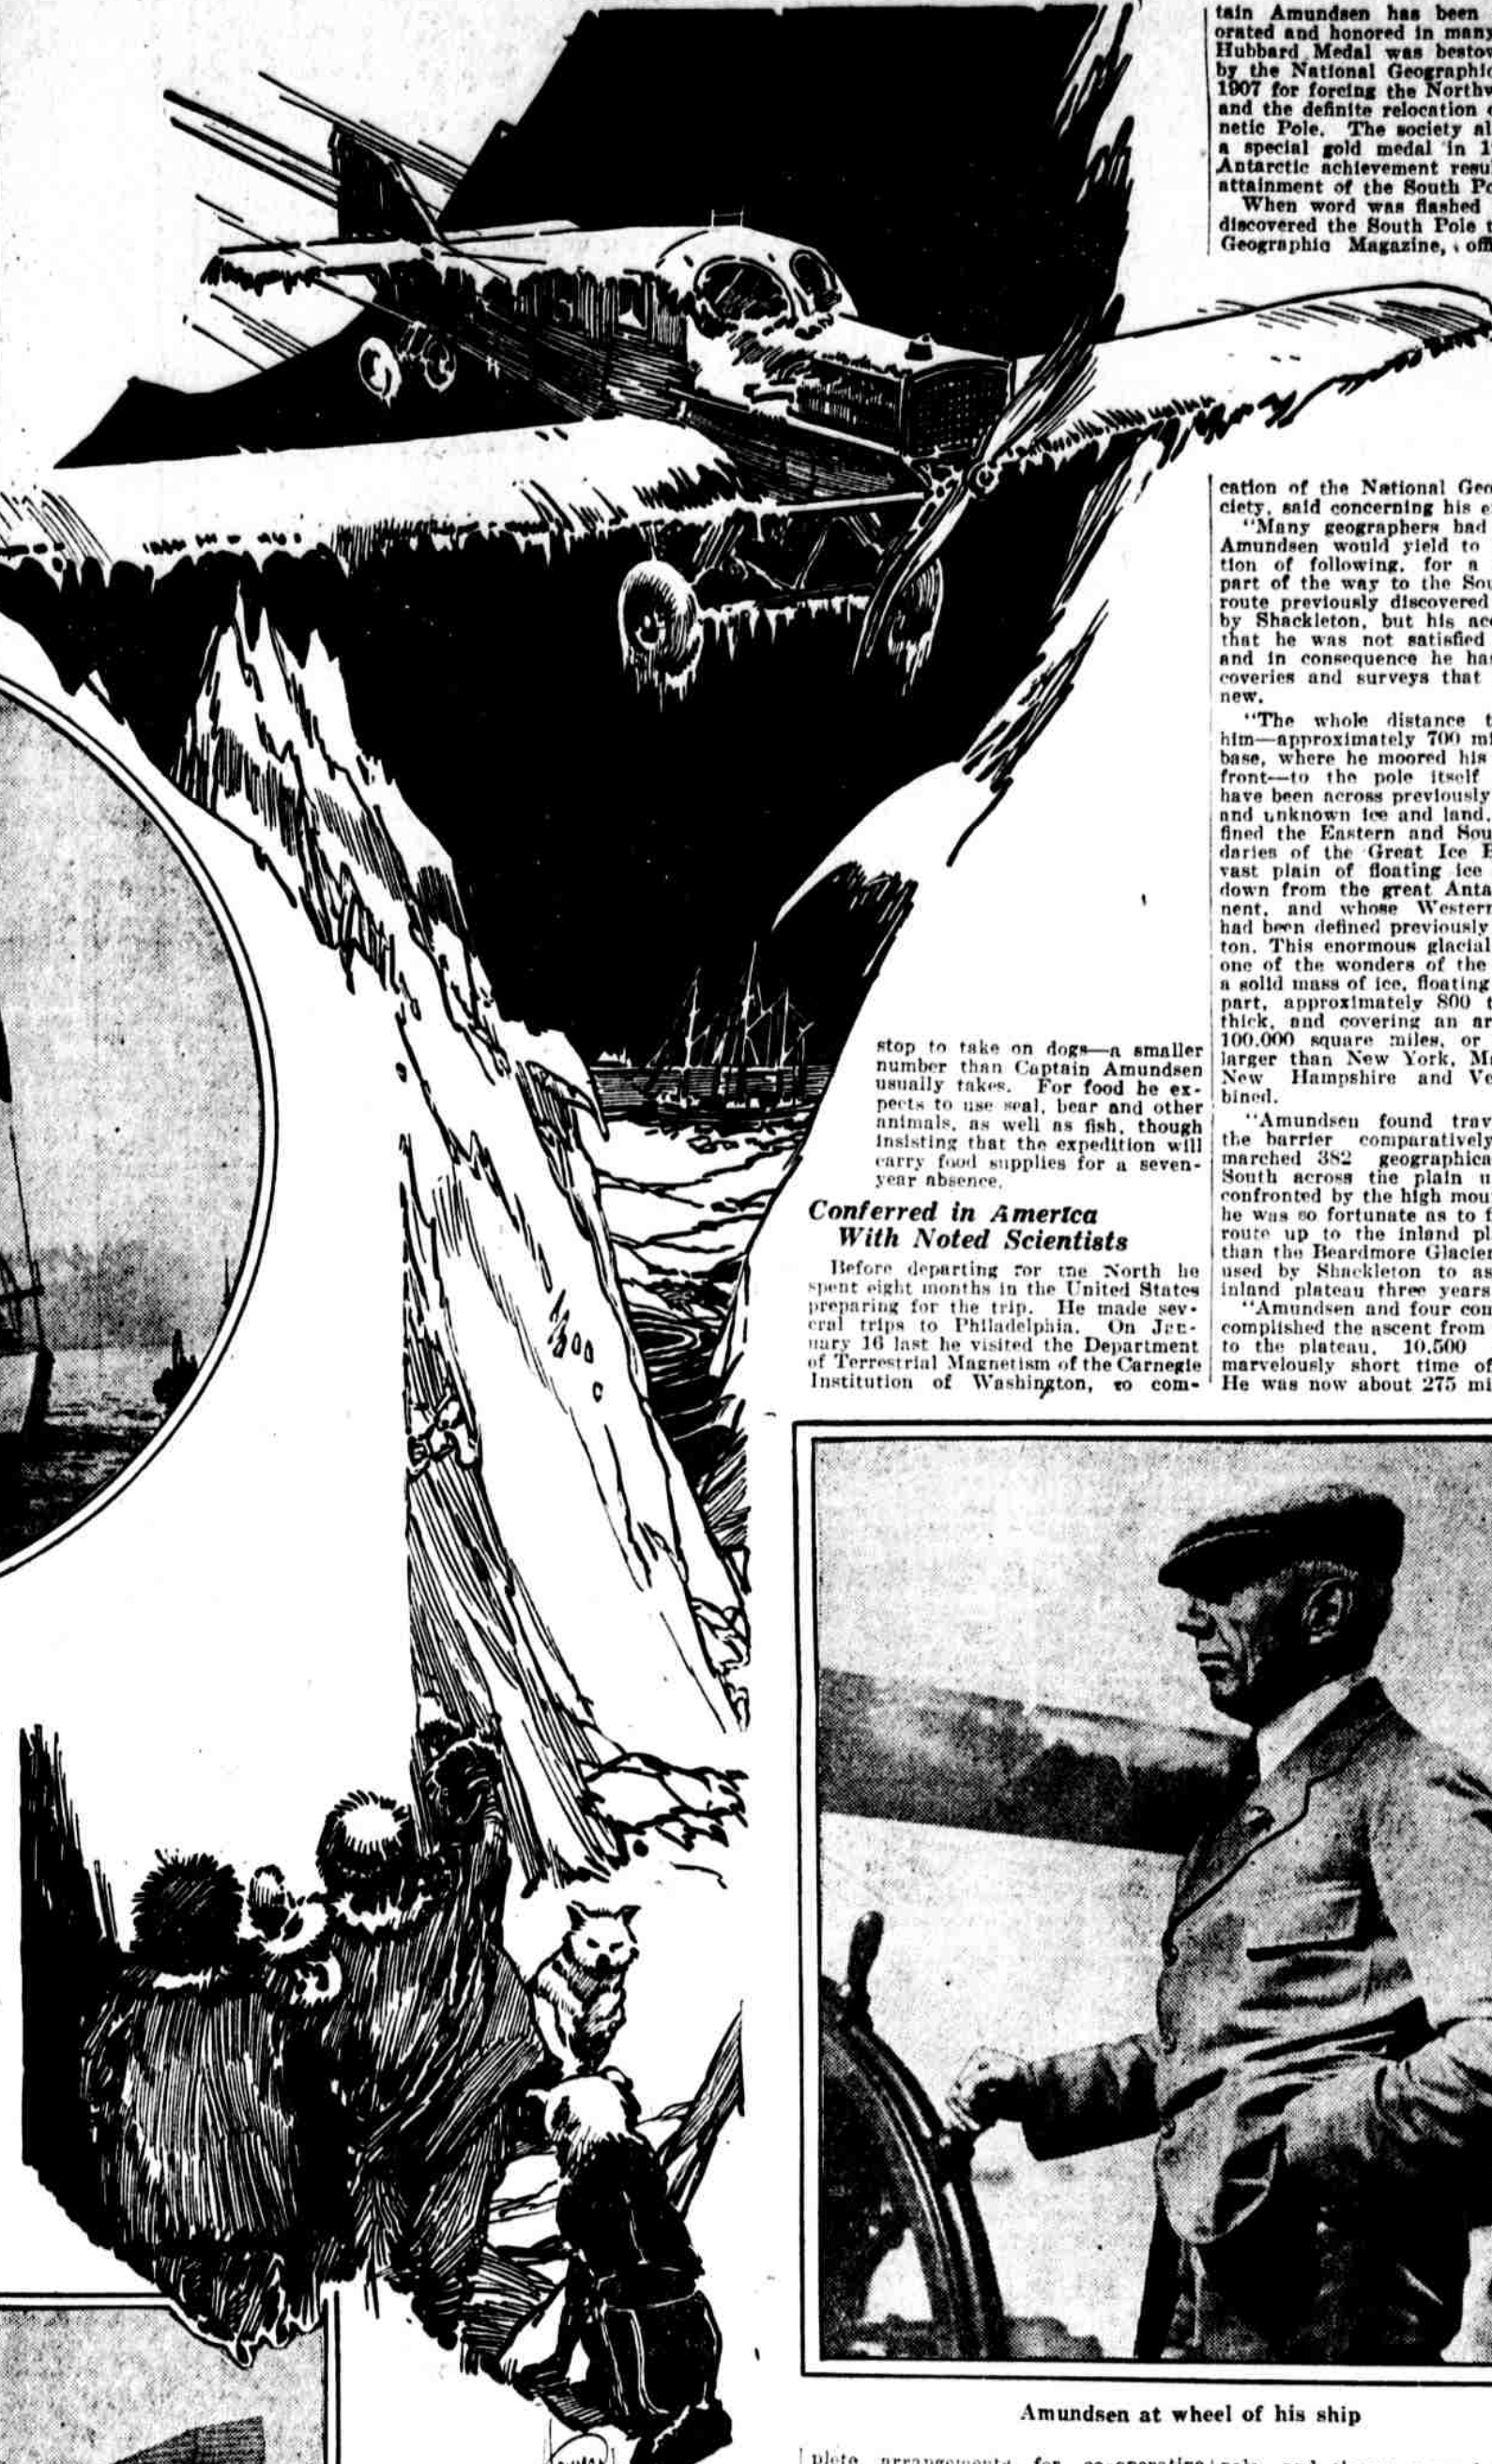 stop to take on dogs—a smaller
number than Captain Amundsen
usually takes. For food he ex-
pects to use seal, bear and other
animals, as well as fish, though
insisting that the expedition will
carry food supplies for a seven-
year absence.
Conferred in America
With Noted Scientists
Before departing for the North he
spent eight months in the United States
preparing for the trip. He made sev-
eral trips to Philadelphia. On Jan-
uary 16 last he visited the Department
of Terrestrial Magnetism of the Carnegie
Institution of Washington, to com-
tain Amundsen has been
orated and honored in many
Hubbard Medal was bestow
by the National Geographic
1907 for forcing the Northw
and the definite relocation
netic Pole. The society al
a special gold medal in 1
Antarctic achievement resu
attainment of the South Po
When word was flashed
discovered the South Pole t
Geographic Magazine, offi
cation of the National Geo
ciety, said concerning his e
"Many geographers had
Amundsen would yield to
tion of following, for a
part of the way to the Sou
route previously discovered
by Shackleton, but his acc
that he was not satisfied
and in consequence he has
coveries and surveys that
new.
"The whole distance t
him—approximately 700 mi
base, where he moored his
front—to the pole itself
have been across previously
and unknown ice and land.
fined the Eastern and Sou
daries of the Great Ice B
vast plain of floating ice
down from the great Anta
nent, and whose Western
had been defined previously
ton. This enormous glacial
one of the wonders of the
a solid mass of ice, floating
part, approximately 800 t
thick, and covering an ar
100,000 square miles, or
larger than New York, Ma
New Hampshire and Ve
bined.
"Amundsen found trav
the barrier comparatively
marched 382 geographica
South across the plain u
confronted by the high mou
he was so fortunate as to f
route up to the inland pl
than the Beardmore Glacier
used by Shackleton to as
inland plateau three years
"Amundsen and four com
complished the ascent from
to the plateau, 10,500
marvelously short time of
He was now about 275 mi
Amundsen at wheel of his ship
plete arrangements for co-operating